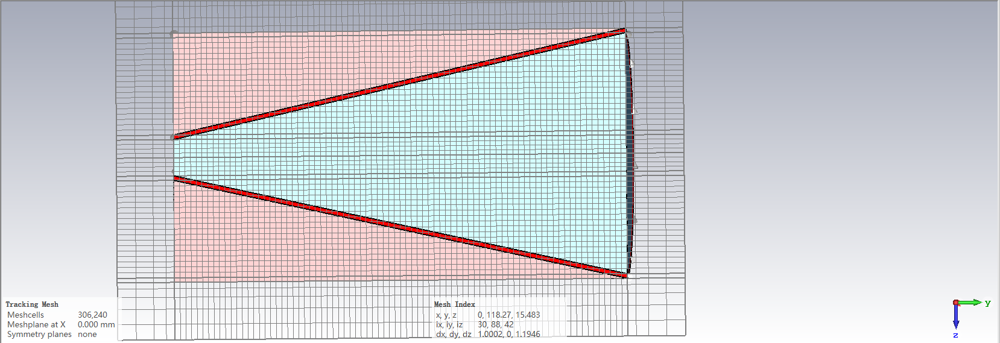 Tracking Mesh
Meshcells 306,240
Meshplane at X 0.000 mm
Symmetry planes none
Mesh Index
x, y, z 0, 118.27, 15.483
ix, iy, iz 30, 88, 42
dx, dy, dz 1.0002, 0, 1.1946
y
z